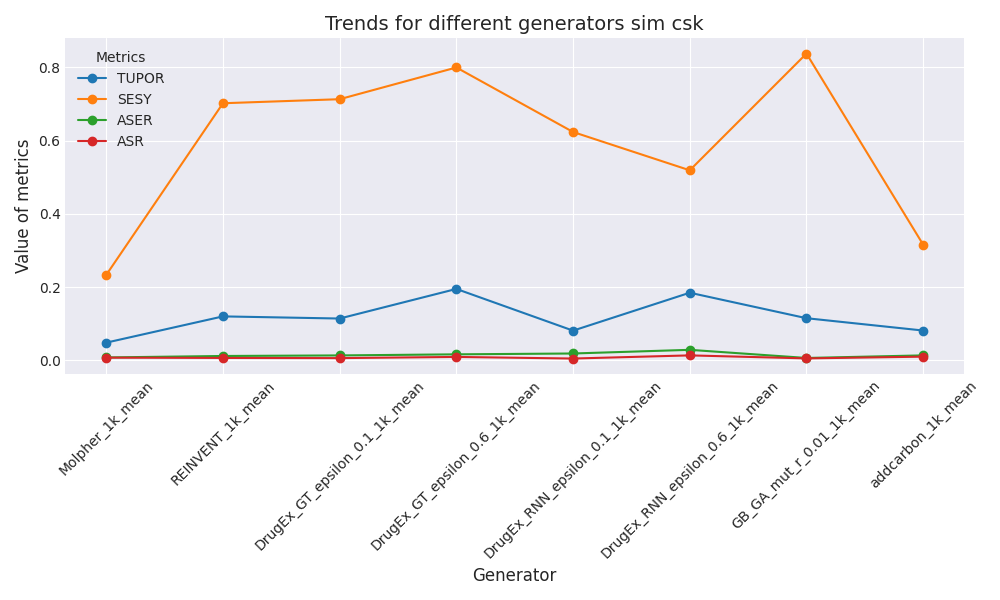 Trends for different generators sim csk
Metrics
TUPOR
SESY
ASER
ASR
Value of metrics
0.8
0.6
0.4
0.2
0.0
Molpher_1k_mean
REINVENT_1k_mean
DrugEx_GT_epsilon_0.1_1k_mean
DrugEx_GT_epsilon_0.6_1k_mean
DrugEx_RNN_epsilon_0.1_1k_mean
DrugEx_RNN_epsilon_0.6_1k_mean
GB_GA_mut_r_0.01_1k_mean
addcarbon_1k_mean
Generator